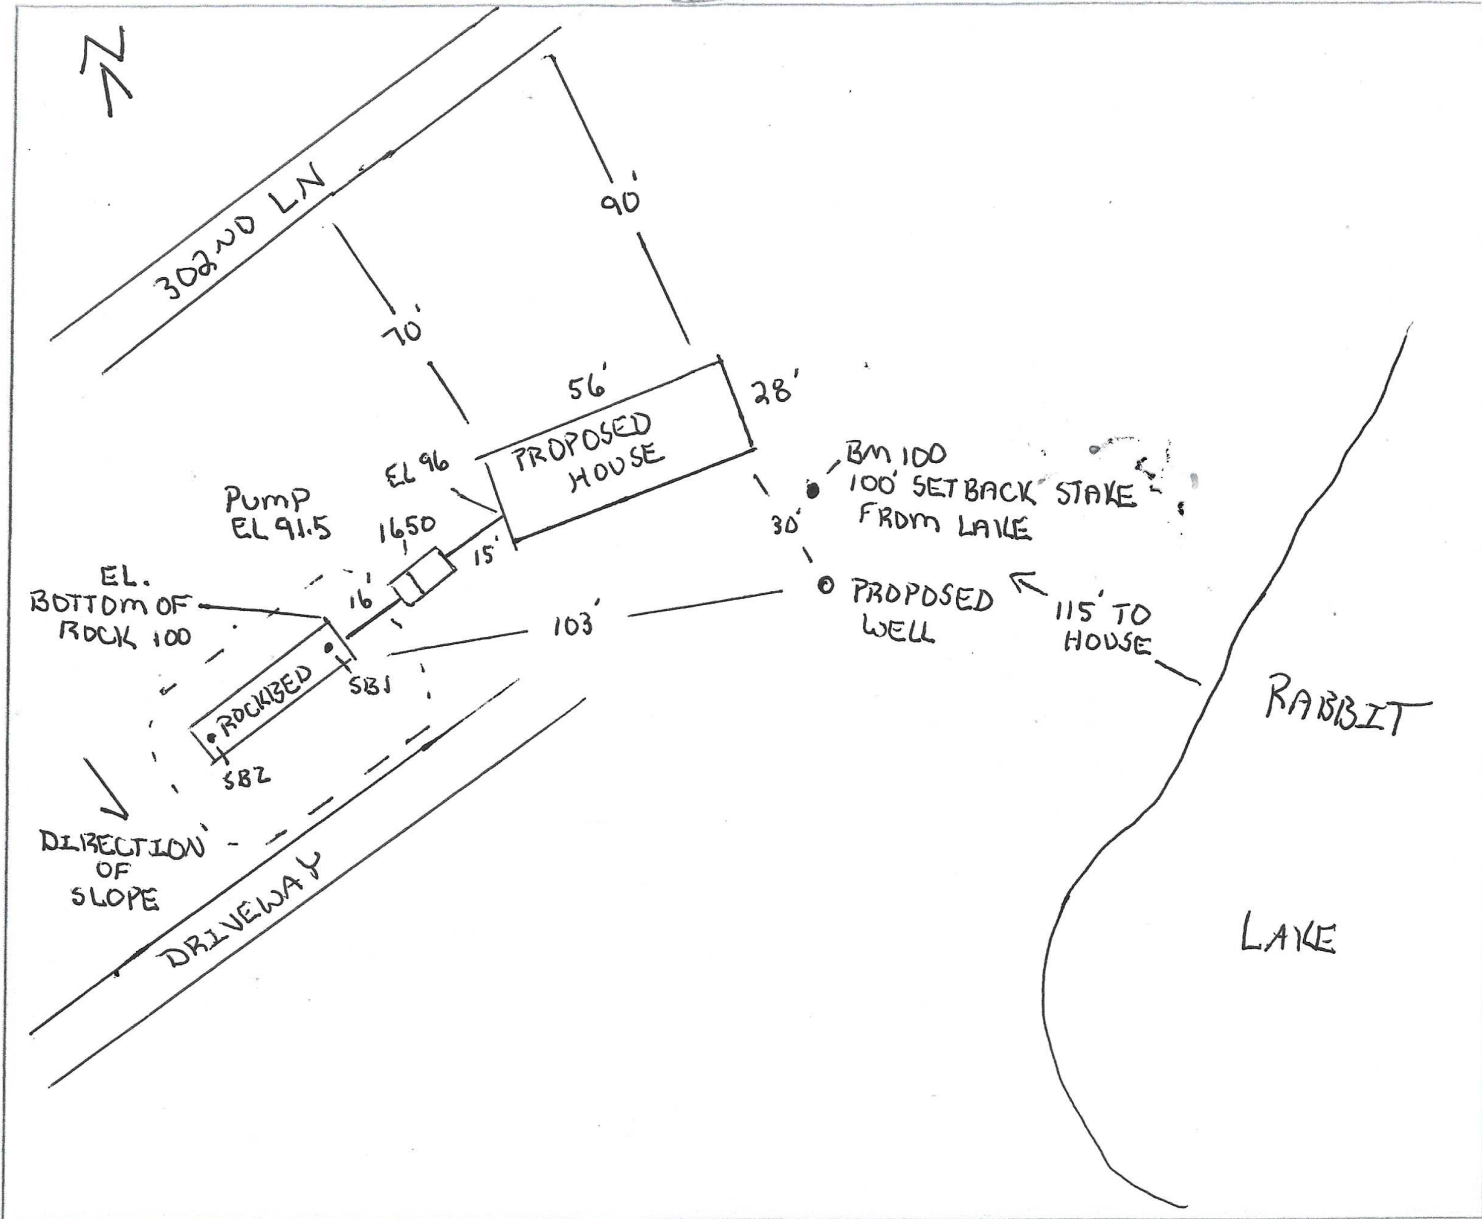 N
302ND LN
90'
70'
56'
28'
PROPOSED
HOUSE
EL 96
BM 100
100' SETBACK STAKE
FROM LAKE
PUMP
EL 91.5
1650
15'
30'
16'
EL.
BOTTOM OF
ROCK 100
PROPOSED
WELL
115' TO
HOUSE
103'
SB1
ROCKBED
SB2
RABBIT
LAKE
DIRECTION
OF
SLOPE
DRIVEWAY